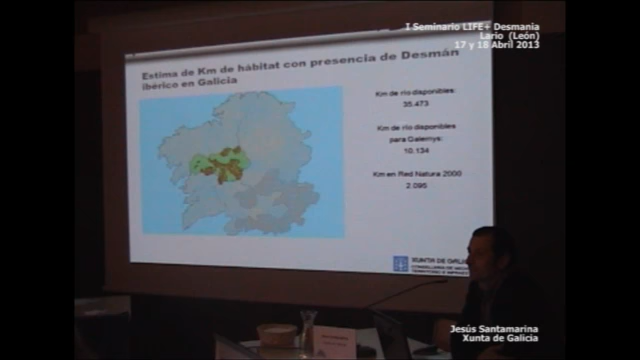 I Seminario LIFE+ Desmania
Lario (León)
17 y 18 Abril 2013
Estima de Km de hábitat con presencia de Desmán
ibérico en Galicia
Km de río disponibles:
35.473
Km de río disponibles
para Galemys:
10.134
Km en Red Natura 2000
2.095
XUNTA DE GALIC
Jesús Santamarina
Xunta de Galicia